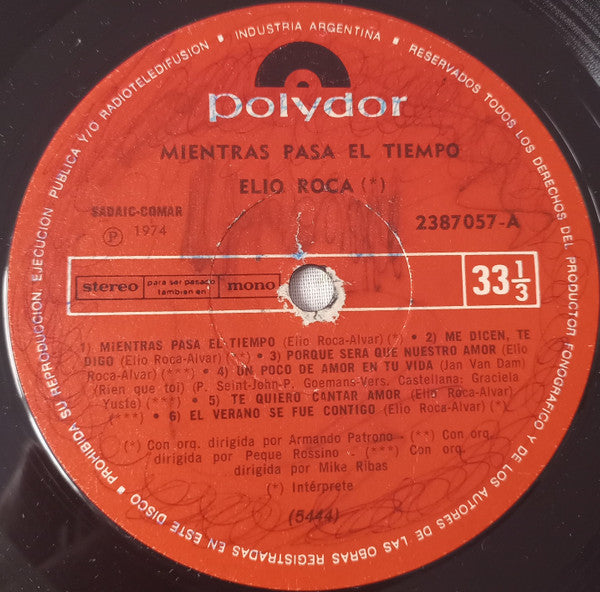 INDUSTRIA ARGENTINA
RESERVADOS TODOS LOS DERECHOS DEL PRODUCTOR FONOGRAFICO Y DE LOS AUTORES DE LAS OBRAS REGISTRADAS EN ESTE DISCO
PROHIBIDA SU REPRODUCCION, EJECUCION PUBLICA Y/O RADIOTELEDIFUSION
polydor
MIENTRAS PASA EL TIEMPO
ELIO ROCA (*)
SADAIC-COMAR
Ⓟ 1974
2387057-A
stereo
para ser pasado
tambien en
mono
33 1/3
1) MIENTRAS PASA EL TIEMPO (Elio Roca-Alvar) (*) - 2) ME DICEN, TE
DIGO (Elio Roca-Alvar) (**) - 3) PORQUE SERA QUE NUESTRO AMOR (Elio
Roca-Alvar) (***) - 4) UN POCO DE AMOR EN TU VIDA (Jan Van Dam)
(Rien que toi) (P. Seint-John-P. Goemans-Vers. Castellana: Graciela
Yuste) (***) - 5) TE QUIERO CANTAR AMOR (Elio Roca-Alvar)
(***) - 6) EL VERANO SE FUE CONTIGO (Elio Roca-Alvar) (*)
(*) Con orq. dirigida por Armando Patrono - (**) Con orq.
dirigida por Peque Rossino - (***) Con orq.
dirigida por Mike Ribas
(*) Intérprete
(5444)